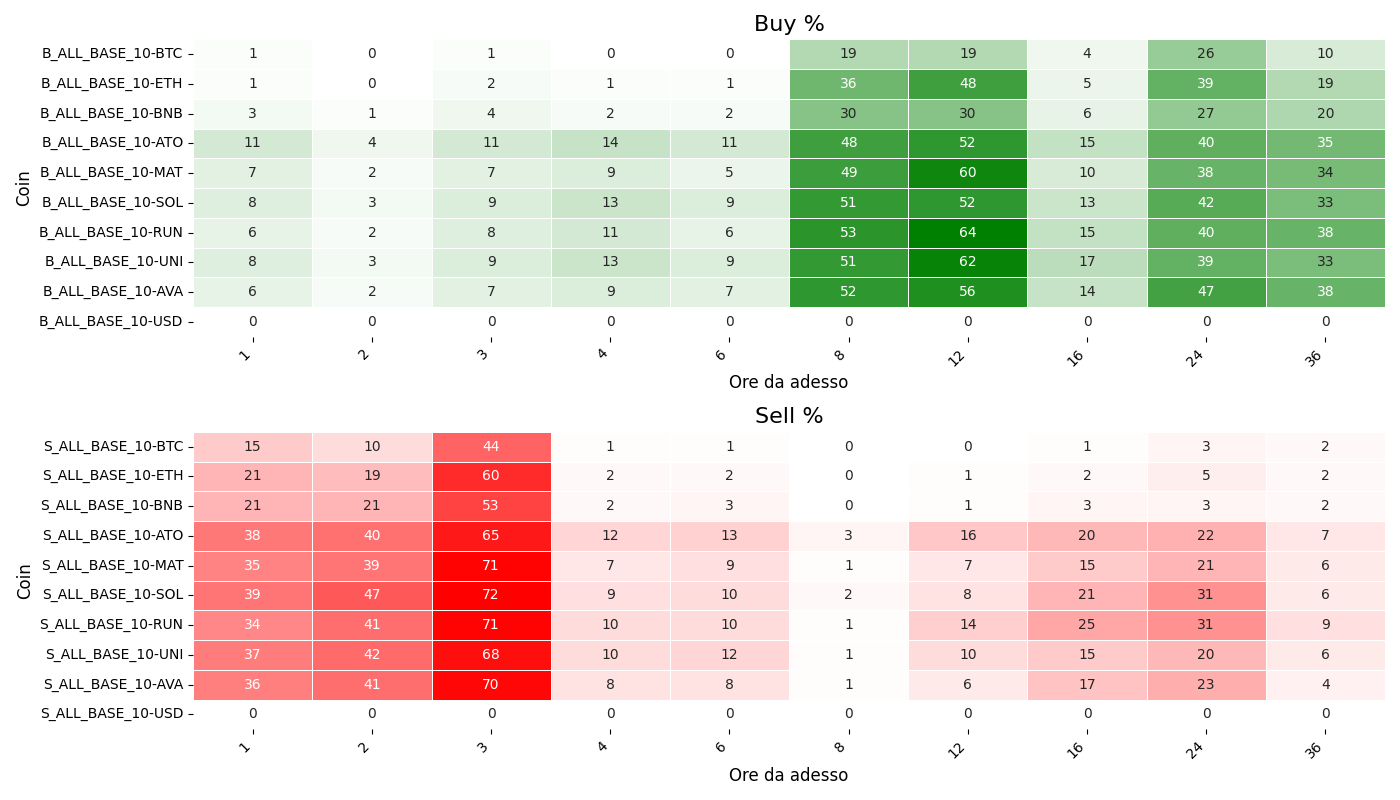 Buy %
Coin
B_ALL_BASE_10-BTC 1 0 1 0 0 19 19 4 26 10
B_ALL_BASE_10-ETH 1 0 2 1 1 36 48 5 39 19
B_ALL_BASE_10-BNB 3 1 4 2 2 30 30 6 27 20
B_ALL_BASE_10-ATO 11 4 11 14 11 48 52 15 40 35
B_ALL_BASE_10-MAT 7 2 7 9 5 49 60 10 38 34
B_ALL_BASE_10-SOL 8 3 9 13 9 51 52 13 42 33
B_ALL_BASE_10-RUN 6 2 8 11 6 53 64 15 40 38
B_ALL_BASE_10-UNI 8 3 9 13 9 51 62 17 39 33
B_ALL_BASE_10-AVA 6 2 7 9 7 52 56 14 47 38
B_ALL_BASE_10-USD 0 0 0 0 0 0 0 0 0 0
1 2 3 4 6 8 12 16 24 36
Ore da adesso
Sell %
Coin
S_ALL_BASE_10-BTC 15 10 44 1 1 0 0 1 3 2
S_ALL_BASE_10-ETH 21 19 60 2 2 0 1 2 5 2
S_ALL_BASE_10-BNB 21 21 53 2 3 0 1 3 3 2
S_ALL_BASE_10-ATO 38 40 65 12 13 3 16 20 22 7
S_ALL_BASE_10-MAT 35 39 71 7 9 1 7 15 21 6
S_ALL_BASE_10-SOL 39 47 72 9 10 2 8 21 31 6
S_ALL_BASE_10-RUN 34 41 71 10 10 1 14 25 31 9
S_ALL_BASE_10-UNI 37 42 68 10 12 1 10 15 20 6
S_ALL_BASE_10-AVA 36 41 70 8 8 1 6 17 23 4
S_ALL_BASE_10-USD 0 0 0 0 0 0 0 0 0 0
1 2 3 4 6 8 12 16 24 36
Ore da adesso